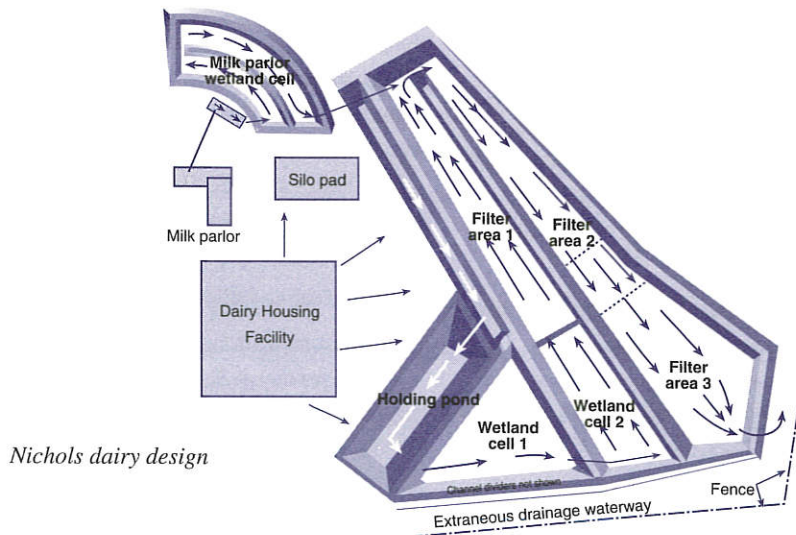 Milk parlor
wetland cell
Silo pad
Milk parlor
Filter
area 1
Filter
area 2
Dairy Housing
Facility
Filter
area 3
Holding pond
Wetland
cell 2
Wetland
cell 1
Nichols dairy design
Channel dividers not shown
Fence
Extraneous drainage waterway